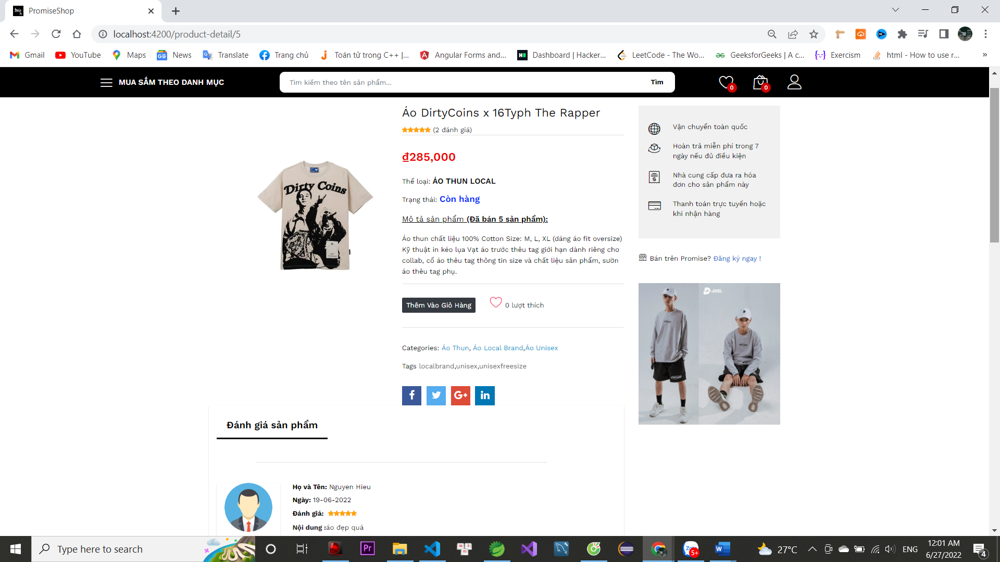 PromiseShop
localhost:4200/product-detail/5
Gmail
YouTube
Maps
News
Translate
Trang chủ
Toán tử trong C++ |...
Angular Forms and...
Dashboard | Hacker...
LeetCode - The Wo...
GeeksforGeeks | A c...
Exercism
html - How to use r...
»
MUA SẮM THEO DANH MỤC
Tìm kiếm theo tên sản phẩm...
Tìm
0
0
Áo DirtyCoins x 16Typh The Rapper
(2 đánh giá)
₫285,000
Thể loại: ÁO THUN LOCAL
Trạng thái: Còn hàng
Mô tả sản phẩm (Đã bán 5 sản phẩm):
Áo thun chất liệu 100% Cotton Size: M, L, XL (dáng áo fit oversize)
Kỹ thuật in kéo lụa Vạt áo trước thêu tag giới hạn dành riêng cho
collab, cổ áo thêu tag thông tin size và chất liệu sản phẩm, sườn
áo thêu tag phụ.
Thêm Vào Giỏ Hàng
0 lượt thích
Categories: Áo Thun, Áo Local Brand,Áo Unisex
Tags localbrand,unisex,unisexfreesize
f
G+
in
Dirty Coins
Vận chuyển toàn quốc
Hoàn trả miễn phí trong 7
ngày nếu đủ điều kiện
Nhà cung cấp đưa ra hóa
đơn cho sản phẩm này
Thanh toán trực tuyến hoặc
khi nhận hàng
Bán trên Promise? Đăng ký ngay !
Đánh giá sản phẩm
Họ và Tên: Nguyen Hieu
Ngày: 19-06-2022
Đánh giá:
Nội dung :áo đẹp quá
Type here to search
Pr
5+
W
27°C
ENG
12:01 AM
6/27/2022
4